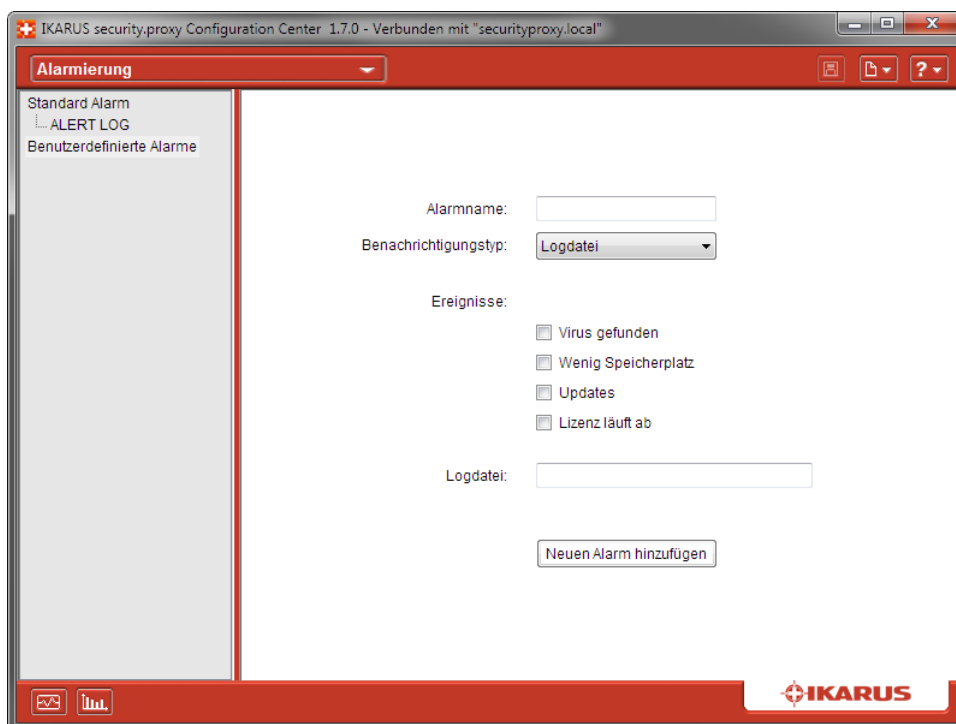 IKARUS security.proxy Configuration Center 1.7.0 - Verbunden mit "securityproxy.local"
Alarmierung
?
Standard Alarm
ALERT LOG
Benutzerdefinierte Alarme
Alarmname:
Benachrichtigungstyp:
Logdatei
Ereignisse:
Virus gefunden
Wenig Speicherplatz
Updates
Lizenz läuft ab
Logdatei:
Neuen Alarm hinzufügen
IKARUS